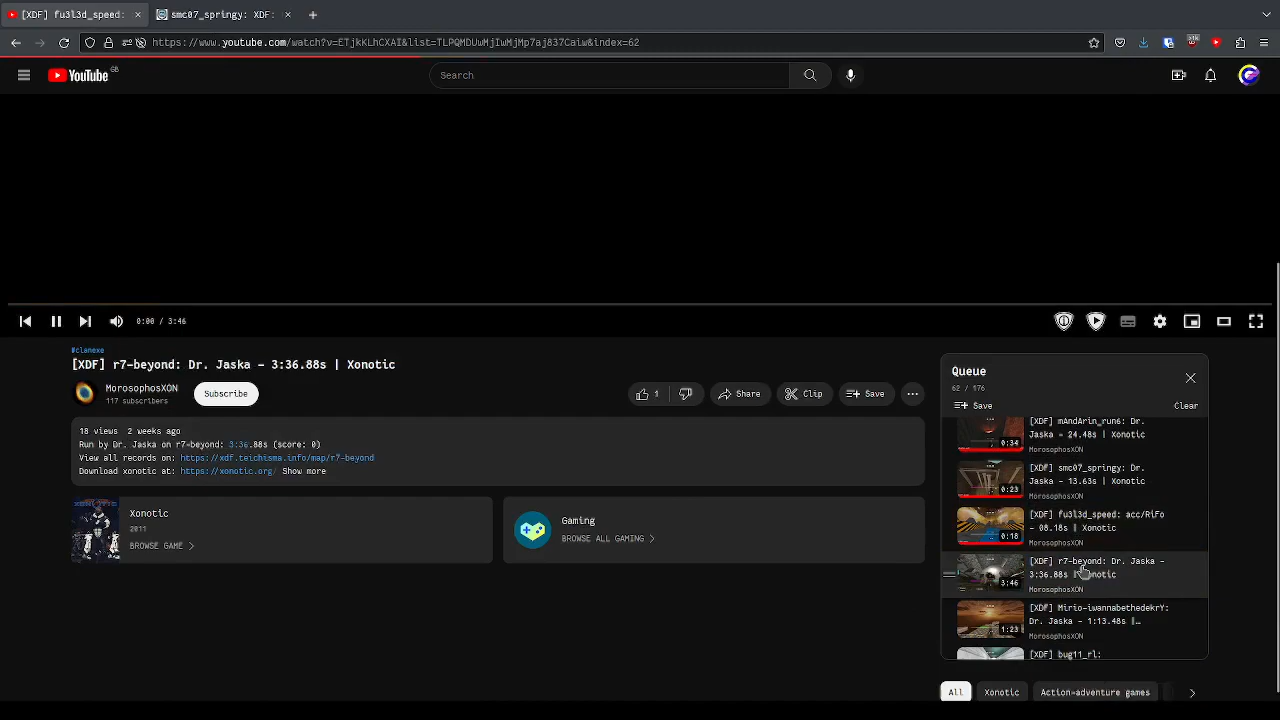 [XDF] fu3l3d_speed:
smc07_springy: XDF:
https://www.youtube.com/watch?v=ETjkKLhCXAI&list=TLPQMDUwMjIwMjMp7aj837Caiw&index=62
YouTube GB
Search
0:00 / 3:46
#clanexe
[XDF] r7-beyond: Dr. Jaska - 3:36.88s | Xonotic
MorosophosXON
117 subscribers
Subscribe
1
Share
Clip
Save
18 views 2 weeks ago
Run by Dr. Jaska on r7-beyond: 3:36.88s (score: 0)
View all records on: https://xdf.teichisma.info/map/r7-beyond
Download xonotic at: https://xonotic.org/ Show more
Xonotic
2011
BROWSE GAME
Gaming
BROWSE ALL GAMING
Queue
62 / 176
Save
Clear
[XDF] mAndArin_run6: Dr.
Jaska - 24.48s | Xonotic
MorosophosXON
0:34
[XDF] smc07_springy: Dr.
Jaska - 13.63s | Xonotic
MorosophosXON
0:23
[XDF] fu3l3d_speed: acc/RiFo
- 08.18s | Xonotic
MorosophosXON
0:18
[XDF] r7-beyond: Dr. Jaska -
3:36.88s | Xonotic
MorosophosXON
3:46
[XDF] Mirio-iwannabethedekrY:
Dr. Jaska - 1:13.48s |…
MorosophosXON
1:23
[XDF] bug11_rl:
All
Xonotic
Action-adventure games